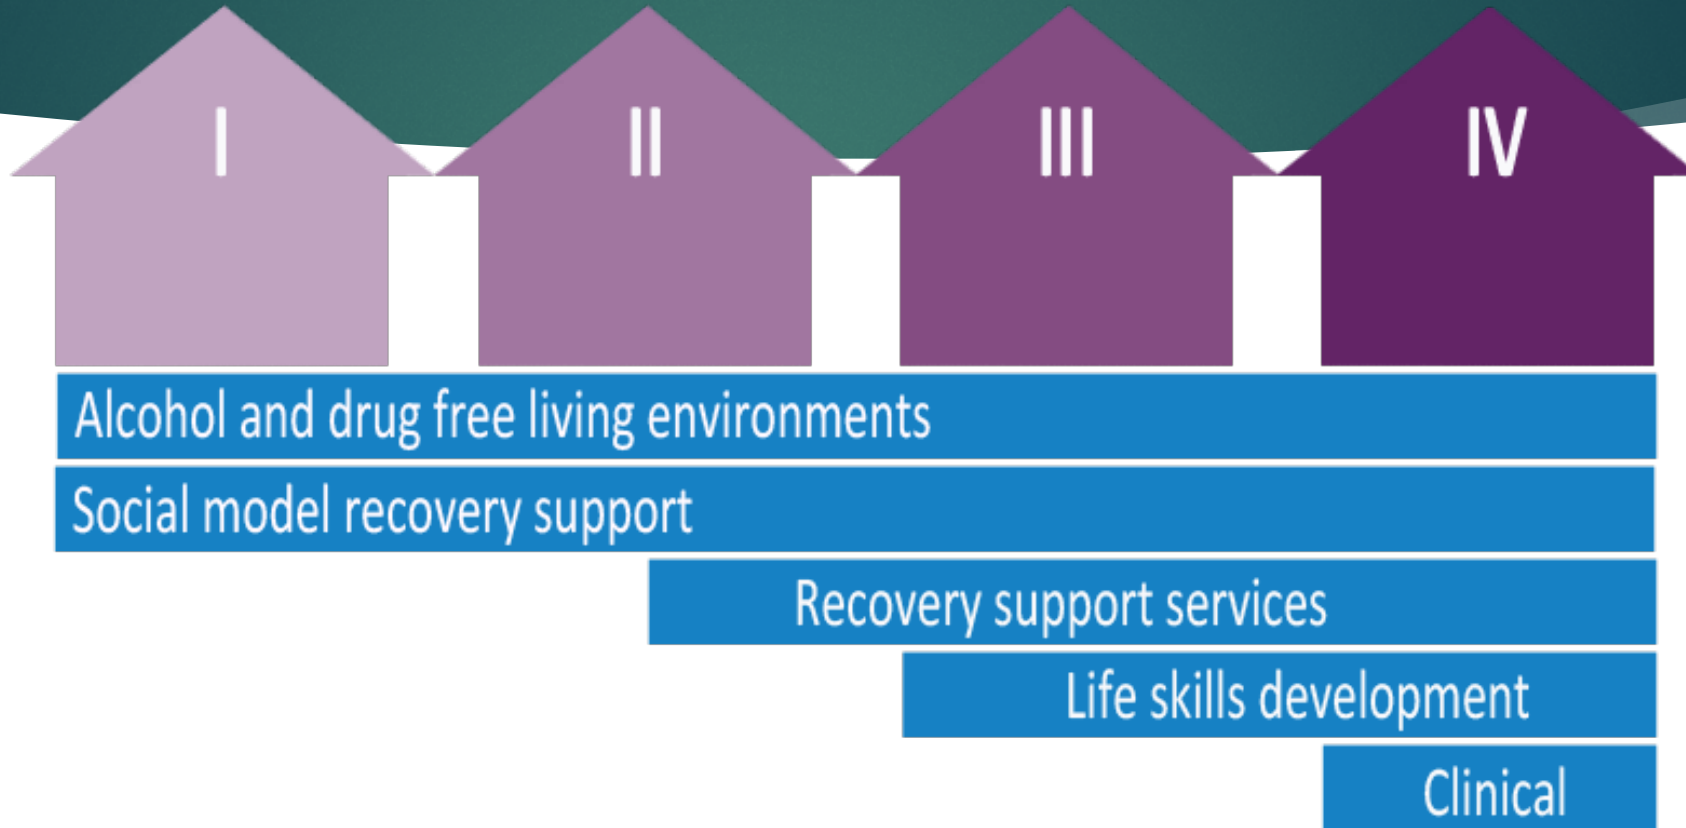 I
II
III
IV
Alcohol and drug free living environments
Social model recovery support
Recovery support services
Life skills development
Clinical